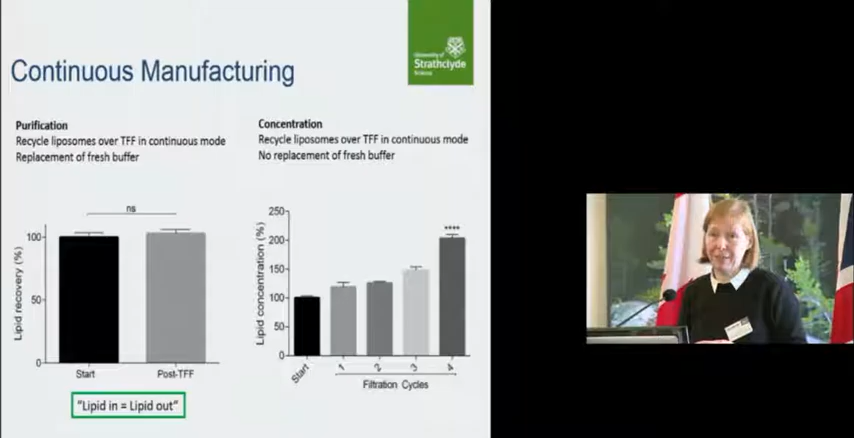 University of
Strathclyde
Science
Continuous Manufacturing
Purification
Recycle liposomes over TFF in continuous mode
Replacement of fresh buffer
Concentration
Recycle liposomes over TFF in continuous mode
No replacement of fresh buffer
ns
Lipid recovery (%)
100
50
0
Start
Post-TFF
"Lipid in = Lipid out"
Lipid concentration (%)
250
200
150
100
50
0
****
Start
1
2
3
4
Filtration Cycles